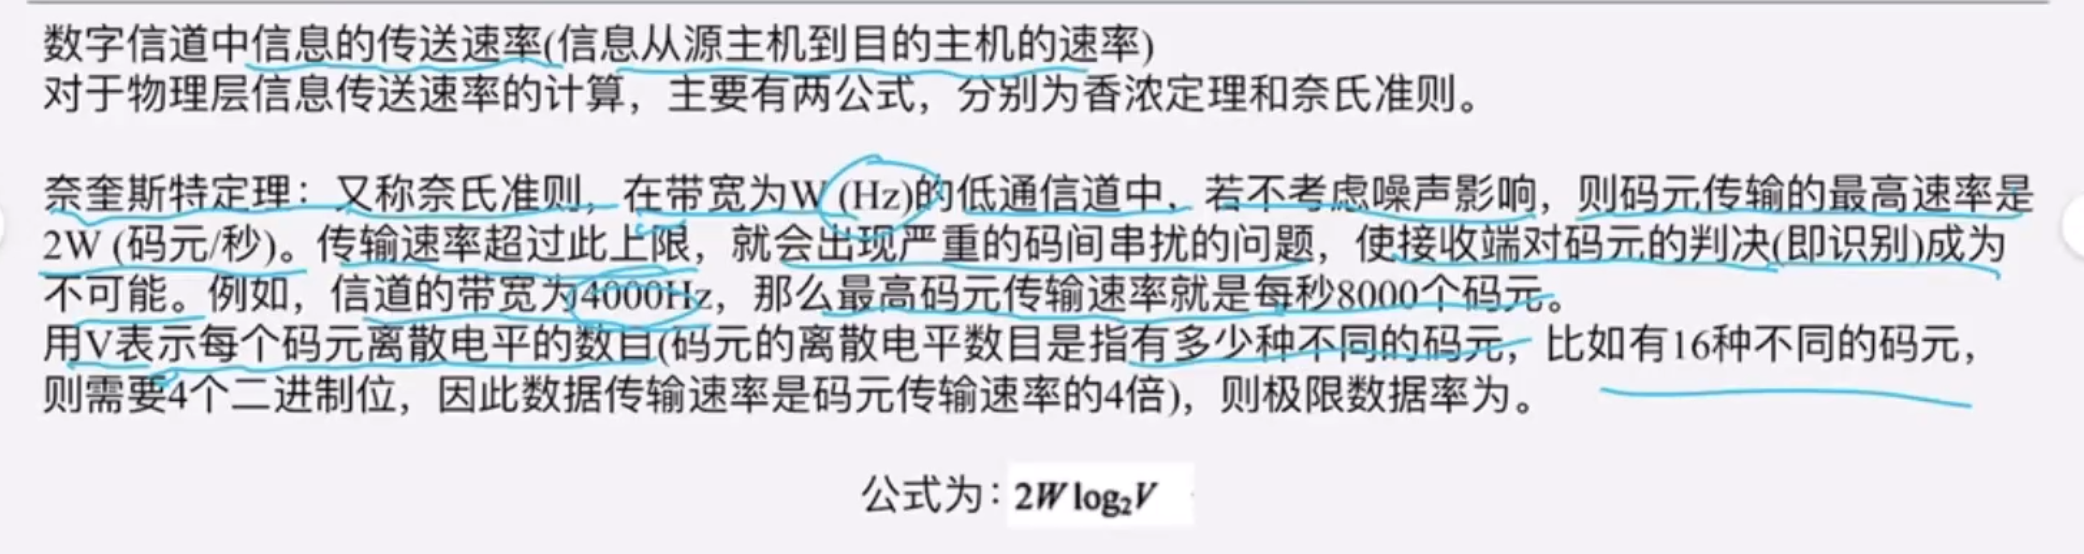 数字信道中信息的传送速率(信息从源主机到目的主机的速率)
对于物理层信息传送速率的计算，主要有两公式，分别为香浓定理和奈氏准则。
奈奎斯特定理：又称奈氏准则，在带宽为W (Hz)的低通信道中，若不考虑噪声影响，则码元传输的最高速率是
2W (码元/秒)。传输速率超过此上限，就会出现严重的码间串扰的问题，使接收端对码元的判决(即识别)成为
不可能。例如，信道的带宽为4000Hz，那么最高码元传输速率就是每秒8000个码元。
用V表示每个码元离散电平的数目(码元的离散电平数目是指有多少种不同的码元，比如有16种不同的码元，
则需要4个二进制位，因此数据传输速率是码元传输速率的4倍)，则极限数据率为。
公式为：2W log₂V